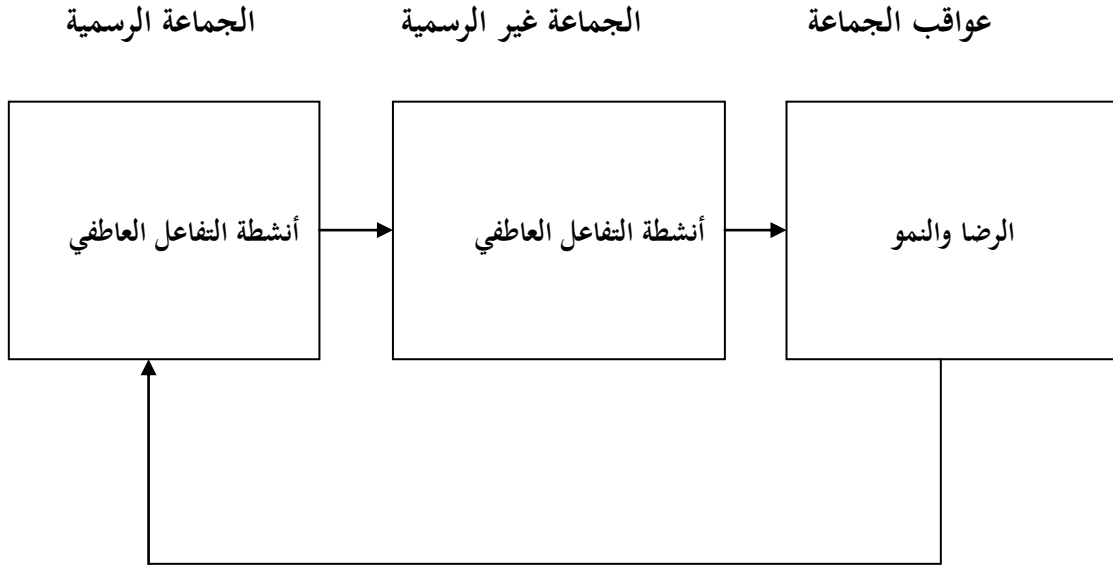 الجماعة الرسمية
الجماعة غير الرسمية
عواقب الجماعة
أنشطة التفاعل العاطفي
أنشطة التفاعل العاطفي
الرضا والنمو